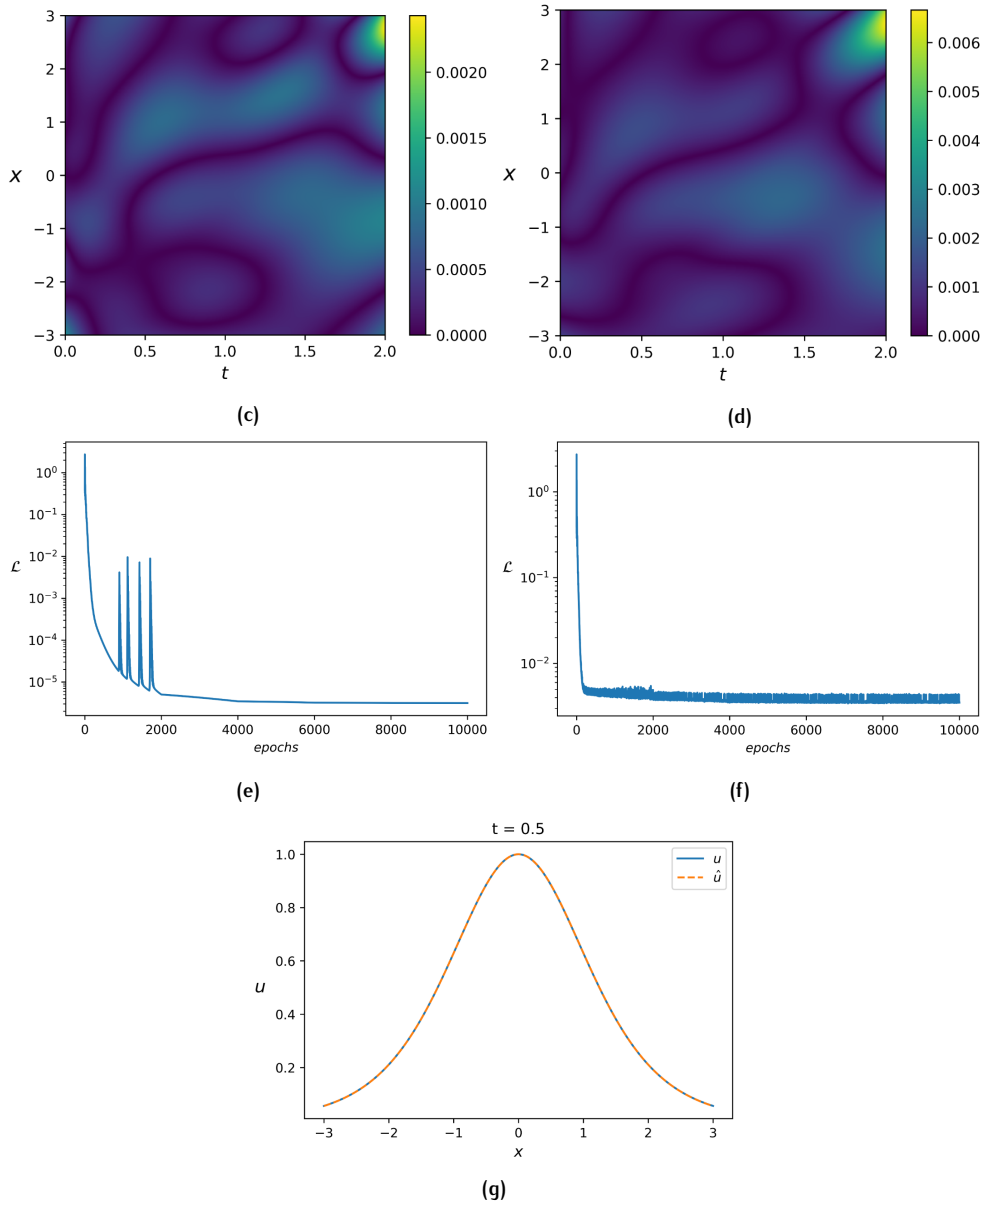 3
2
1
0
−1
−2
−3
x
0.0 0.5 1.0 1.5 2.0
t
0.0020
0.0015
0.0010
0.0005
0.0000
(c)
3
2
1
0
−1
−2
−3
x
0.0 0.5 1.0 1.5 2.0
t
0.006
0.005
0.004
0.003
0.002
0.001
0.000
(d)
10⁰
10⁻¹
10⁻²
10⁻³
10⁻⁴
10⁻⁵
ℒ
0 2000 4000 6000 8000 10000
epochs
(e)
10⁰
10⁻¹
10⁻²
ℒ
0 2000 4000 6000 8000 10000
epochs
(f)
t = 0.5
1.0
0.8
0.6
0.4
0.2
u
u
û
−3 −2 −1 0 1 2 3
x
(g)